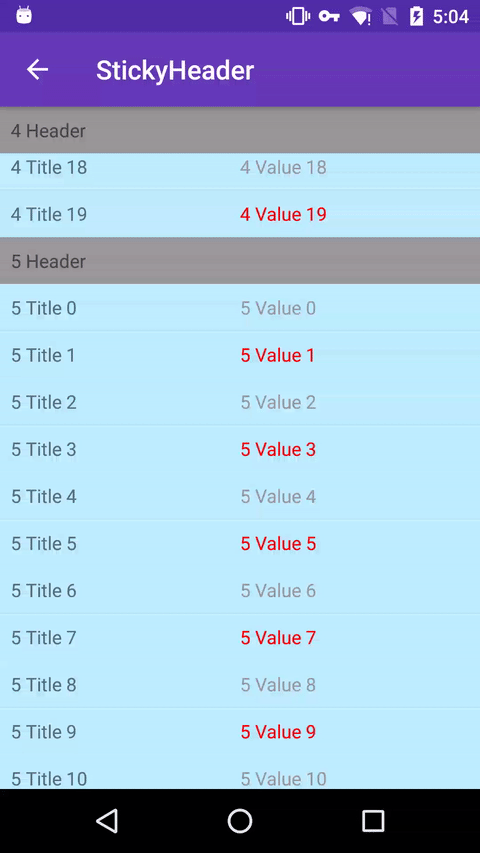 5:04
StickyHeader
4 Header
4 Title 18 4 Value 18
4 Title 19 4 Value 19
5 Header
5 Title 0 5 Value 0
5 Title 1 5 Value 1
5 Title 2 5 Value 2
5 Title 3 5 Value 3
5 Title 4 5 Value 4
5 Title 5 5 Value 5
5 Title 6 5 Value 6
5 Title 7 5 Value 7
5 Title 8 5 Value 8
5 Title 9 5 Value 9
5 Title 10 5 Value 10